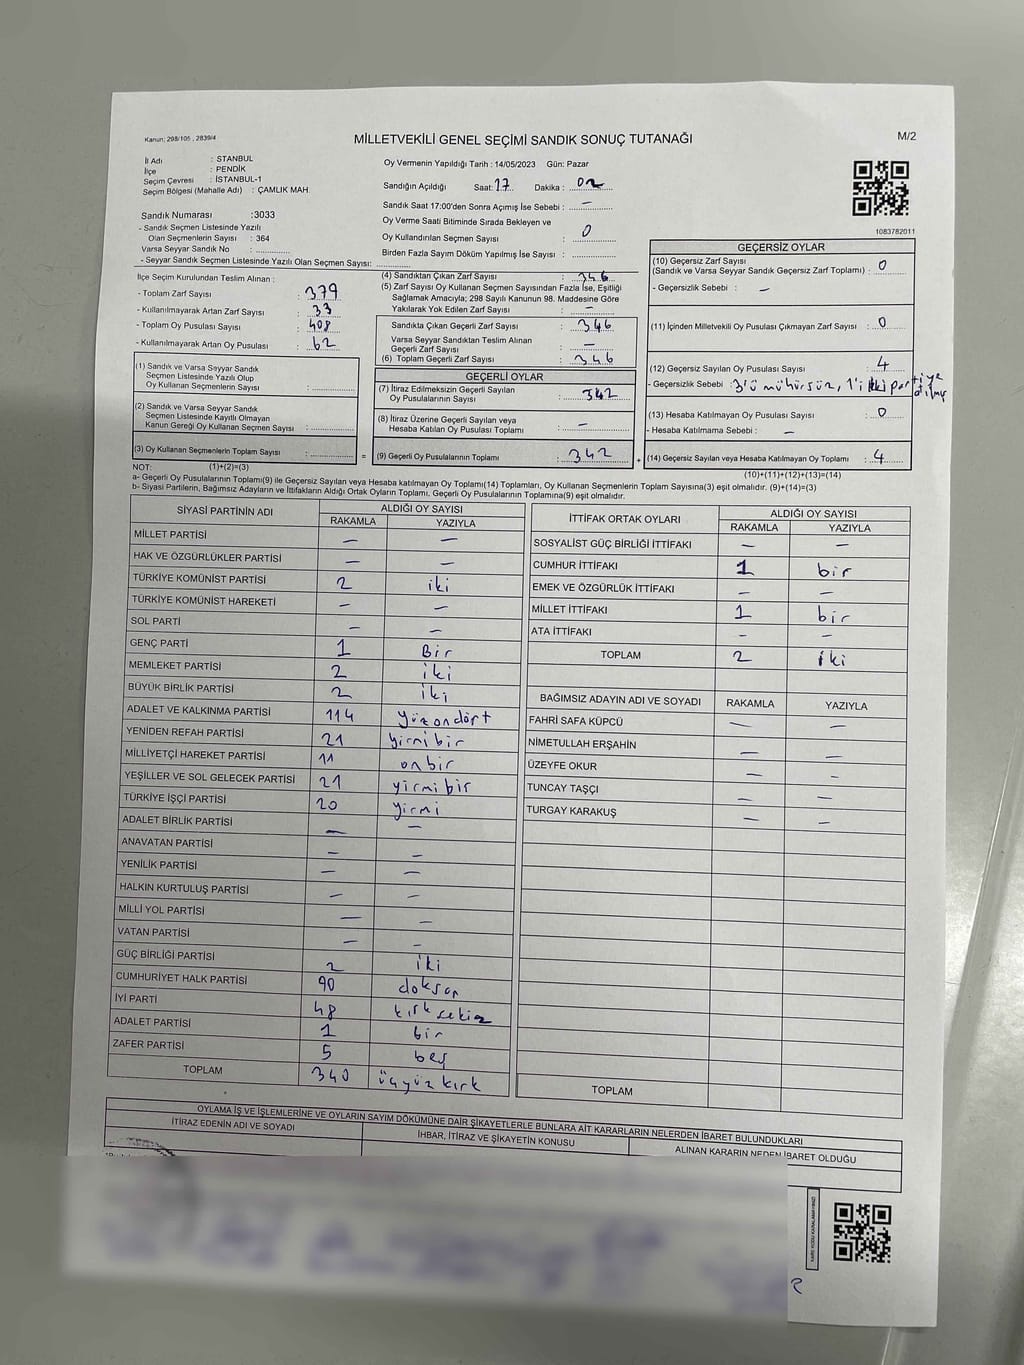 Kanun: 298/105 , 2839/4
MİLLETVEKİLİ GENEL SEÇİMİ SANDIK SONUÇ TUTANAĞI
M/2
İl Adı : STANBUL
İlçe : PENDİK
Seçim Çevresi : İSTANBUL-1
Seçim Bölgesi (Mahalle Adı) : ÇAMLIK MAH.
Sandık Numarası :3033
- Sandık Seçmen Listesinde Yazılı
Olan Seçmenlerin Sayısı : 364
Varsa Seyyar Sandık No :
- Seyyar Sandık Seçmen Listesinde Yazılı Olan Seçmen Sayısı:
Oy Vermenin Yapıldığı Tarih : 14/05/2023 Gün: Pazar
Sandığın Açıldığı Saat: 17 Dakika : 02
Sandık Saat 17:00'den Sonra Açımış İse Sebebi : –
Oy Verme Saati Bitiminde Sırada Bekleyen ve
Oy Kullandırılan Seçmen Sayısı : 0
Birden Fazla Sayım Döküm Yapılmış İse Sayısı :
1083782011
İlçe Seçim Kurulundan Teslim Alınan :
- Toplam Zarf Sayısı : 379
- Kullanılmayarak Artan Zarf Sayısı : 33
- Toplam Oy Pusulası Sayısı : 408
- Kullanılmayarak Artan Oy Pusulası : 62
(1) Sandık ve Varsa Seyyar Sandık
Seçmen Listesinde Yazılı Olup
Oy Kullanan Seçmenlerin Sayısı :
(2) Sandık ve Varsa Seyyar Sandık
Seçmen Listesinde Kayıtlı Olmayan
Kanun Gereği Oy Kullanan Seçmen Sayısı :
(3) Oy Kullanan Seçmenlerin Toplam Sayısı : =
(4) Sandıktan Çıkan Zarf Sayısı : 346
(5) Zarf Sayısı Oy Kullanan Seçmen Sayısından Fazla İse, Eşitliği
Sağlamak Amacıyla; 298 Sayılı Kanunun 98. Maddesine Göre
Yakılarak Yok Edilen Zarf Sayısı : –
Sandıkta Çıkan Geçerli Zarf Sayısı : 346
Varsa Seyyar Sandıktan Teslim Alınan
Geçerli Zarf Sayısı : –
(6) Toplam Geçerli Zarf Sayısı : 346
GEÇERLİ OYLAR
(7) İtiraz Edilmeksizin Geçerli Sayılan
Oy Pusulalarının Sayısı : 342
(8) İtiraz Üzerine Geçerli Sayılan veya
Hesaba Katılan Oy Pusulası Toplamı : –
(9) Geçerli Oy Pusulalarının Toplamı : 342 +
GEÇERSİZ OYLAR
(10) Geçersiz Zarf Sayısı
(Sandık ve Varsa Seyyar Sandık Geçersiz Zarf Toplamı) : 0
- Geçersizlik Sebebi : –
(11) İçinden Milletvekili Oy Pusulası Çıkmayan Zarf Sayısı : 0
(12) Geçersiz Sayılan Oy Pusulası Sayısı : 4
- Geçersizlik Sebebi : 3'ü mühürsüz, 1'i iki partiye
atılmış
(13) Hesaba Katılmayan Oy Pusulası Sayısı : 0
- Hesaba Katılmama Sebebi : –
(14) Geçersiz Sayılan veya Hesaba Katılmayan Oy Toplamı : 4
NOT: (1)+(2)=(3)
(10)+(11)+(12)+(13)=(14)
a- Geçerli Oy Pusulalarının Toplamı(9) ile Geçersiz Sayılan veya Hesaba katılmayan Oy Toplamı(14) Toplamları, Oy Kullanan Seçmenlerin Toplam Sayısına(3) eşit olmalıdır. (9)+(14)=(3)
b- Siyasi Partilerin, Bağımsız Adayların ve İttifakların Aldığı Ortak Oyların Toplamı, Geçerli Oy Pusulalarının Toplamına(9) eşit olmalıdır.
SİYASİ PARTİNİN ADI ALDIĞI OY SAYISI
RAKAMLA YAZIYLA
MİLLET PARTİSİ – –
HAK VE ÖZGÜRLÜKLER PARTİSİ – –
TÜRKİYE KOMÜNİST PARTİSİ 2 iki
TÜRKİYE KOMÜNİST HAREKETİ – –
SOL PARTİ – –
GENÇ PARTİ 1 Bir
MEMLEKET PARTİSİ 2 iki
BÜYÜK BİRLİK PARTİSİ 2 iki
ADALET VE KALKINMA PARTİSİ 114 yüzondört
YENİDEN REFAH PARTİSİ 21 yirmibir
MİLLİYETÇİ HAREKET PARTİSİ 11 onbir
YEŞİLLER VE SOL GELECEK PARTİSİ 21 yirmibir
TÜRKİYE İŞÇİ PARTİSİ 20 yirmi
ADALET BİRLİK PARTİSİ – –
ANAVATAN PARTİSİ – –
YENİLİK PARTİSİ – –
HALKIN KURTULUŞ PARTİSİ – –
MİLLİ YOL PARTİSİ – –
VATAN PARTİSİ – –
GÜÇ BİRLİĞİ PARTİSİ 2 iki
CUMHURİYET HALK PARTİSİ 90 doksan
İYİ PARTİ 48 kırksekiz
ADALET PARTİSİ 1 bir
ZAFER PARTİSİ 5 beş
TOPLAM 340 üçyüzkırk
İTTİFAK ORTAK OYLARI ALDIĞI OY SAYISI
RAKAMLA YAZIYLA
SOSYALİST GÜÇ BİRLİĞİ İTTİFAKI – –
CUMHUR İTTİFAKI 1 bir
EMEK VE ÖZGÜRLÜK İTTİFAKI – –
MİLLET İTTİFAKI 1 bir
ATA İTTİFAKI – –
TOPLAM 2 iki
BAĞIMSIZ ADAYIN ADI VE SOYADI RAKAMLA YAZIYLA
FAHRİ SAFA KÜPCÜ – –
NİMETULLAH ERŞAHİN – –
ÜZEYFE OKUR – –
TUNCAY TAŞÇI – –
TURGAY KARAKUŞ – –
TOPLAM
OYLAMA İŞ VE İŞLEMLERİNE VE OYLARIN SAYIM DÖKÜMÜNE DAİR ŞİKAYETLERLE BUNLARA AİT KARARLARIN NELERDEN İBARET BULUNDUKLARI
İTİRAZ EDENİN ADI VE SOYADI
İHBAR, İTİRAZ VE ŞİKAYETİN KONUSU
ALINAN KARARIN NEDEN İBARET OLDUĞU